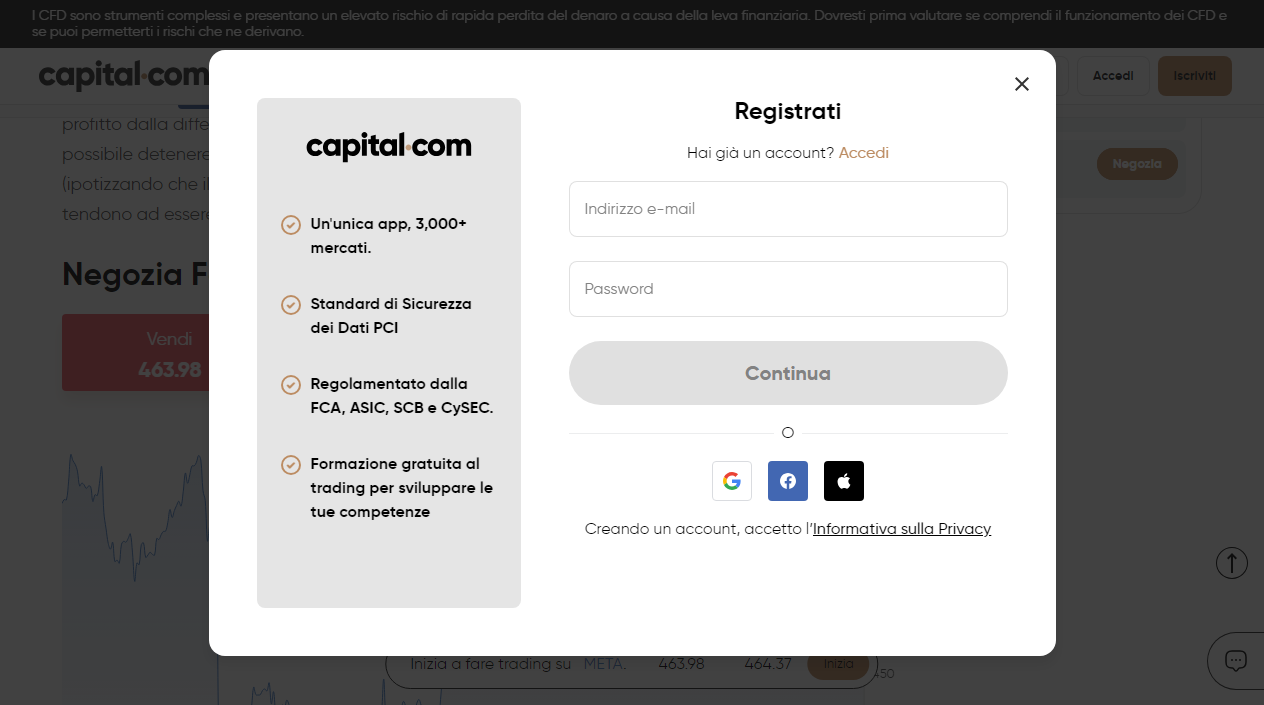 I CFD sono strumenti complessi e presentano un elevato rischio di rapida perdita del denaro a causa della leva finanziaria. Dovresti prima valutare se comprendi il funzionamento dei CFD e
se puoi permetterti i rischi che ne derivano.
capital.com
Accedi
Iscriviti
profitto dalla diffe
possibile detenere
(ipotizzando che il
tendono ad essere
Negozia
Negozia F
Vendi
463.98
capital.com
Un'unica app, 3,000+
mercati.
Standard di Sicurezza
dei Dati PCI
Regolamentato dalla
FCA, ASIC, SCB e CySEC.
Formazione gratuita al
trading per sviluppare le
tue competenze
Registrati
Hai già un account? Accedi
Indirizzo e-mail
Password
Continua
O
Creando un account, accetto l'Informativa sulla Privacy
Inizia a fare trading su META. 463.98 464.37 Inizia
450